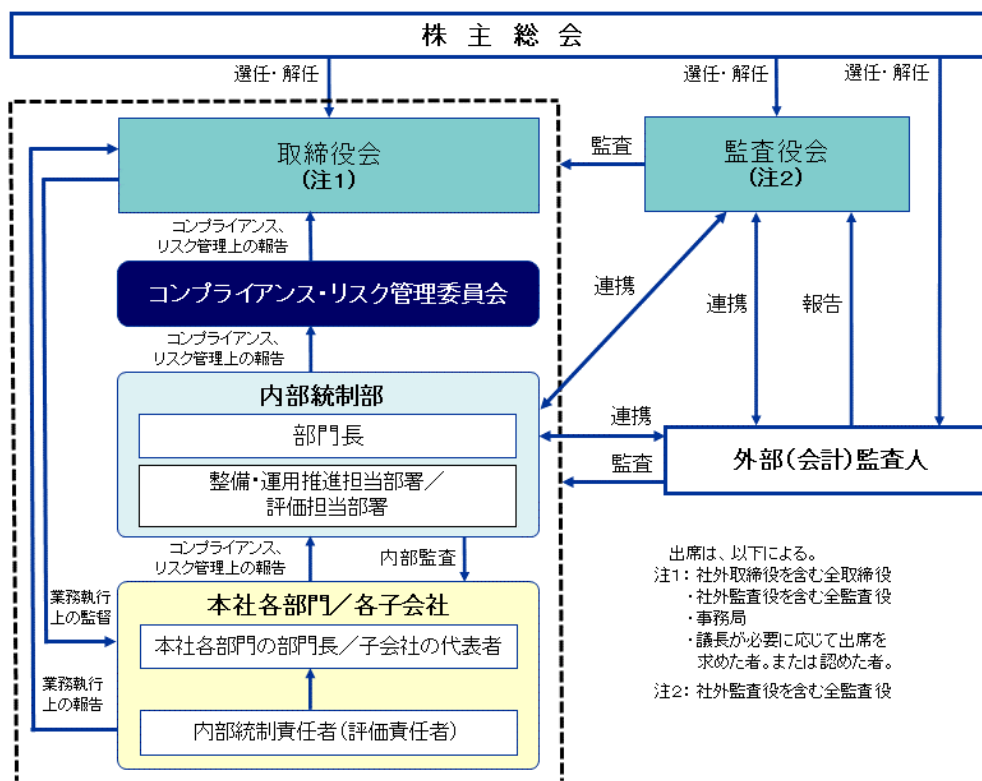 株主総会
選任・解任
選任・解任
選任・解任
取締役会
(注1)
監査
監査役会
(注2)
コンプライアンス、
リスク管理上の報告
コンプライアンス・リスク管理委員会
連携
連携
報告
コンプライアンス、
リスク管理上の報告
内部統制部
部門長
整備・運用推進担当部署／
評価担当部署
連携
監査
外部(会計)監査人
コンプライアンス、
リスク管理上の報告
内部監査
業務執行
上の監督
本社各部門／各子会社
本社各部門の部門長／子会社の代表者
業務執行
上の報告
内部統制責任者(評価責任者)
出席は、以下による。
注1：社外取締役を含む全取締役
・社外監査役を含む全監査役
・事務局
・議長が必要に応じて出席を
求めた者。または認めた者。
注2：社外監査役を含む全監査役